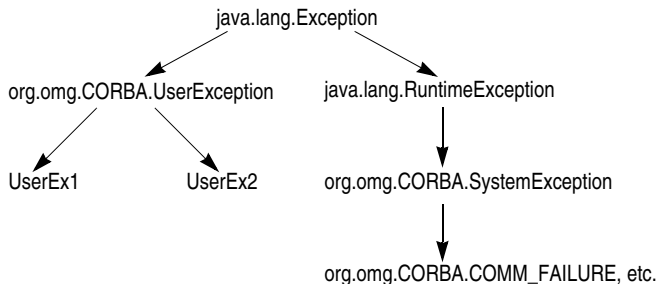 java.lang.Exception
org.omg.CORBA.UserException
java.lang.RuntimeException
UserEx1
UserEx2
org.omg.CORBA.SystemException
org.omg.CORBA.COMM_FAILURE, etc.